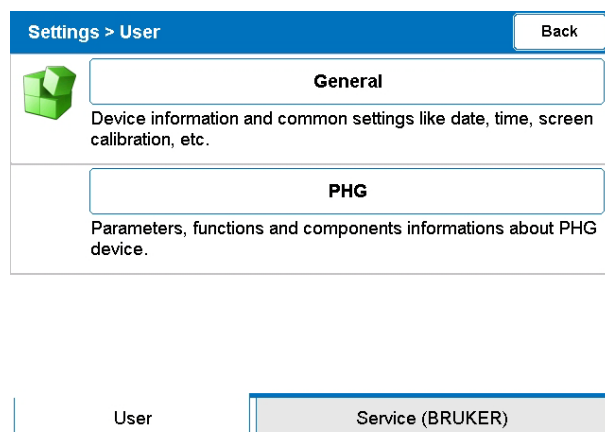 Settings > User
Back
General
Device information and common settings like date, time, screen
calibration, etc.
PHG
Parameters, functions and components informations about PHG
device.
User
Service (BRUKER)